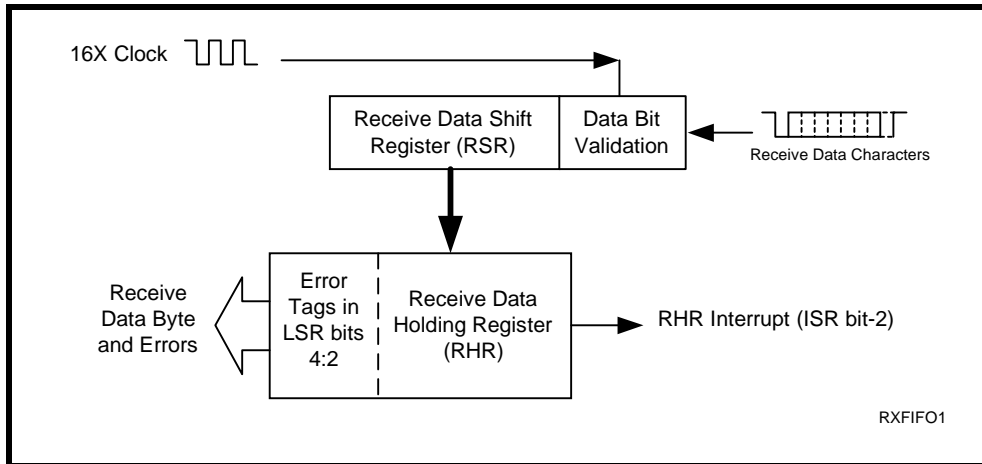 16X Clock
Receive Data Shift
Register (RSR)
Data Bit
Validation
Receive Data Characters
Receive
Data Byte
and Errors
Error
Tags in
LSR bits
4:2
Receive Data
Holding Register
(RHR)
RHR Interrupt (ISR bit-2)
RXFIFO1